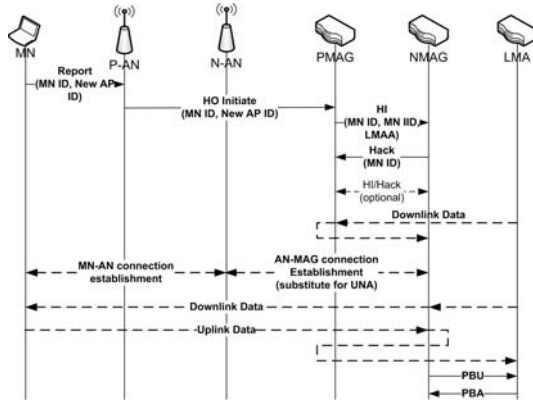 MN
P-AN
N-AN
PMAG
NMAG
LMA
Report
(MN ID, New AP
ID)
HO Initiate
(MN ID, New AP ID)
HI
(MN ID, MN IID,
LMAA)
Hack
(MN ID)
HI/Hack
(optional)
Downlink Data
MN-AN connection
establishment
AN-MAG connection
Establishment
(substitute for UNA)
Downlink Data
Uplink Data
PBU
PBA